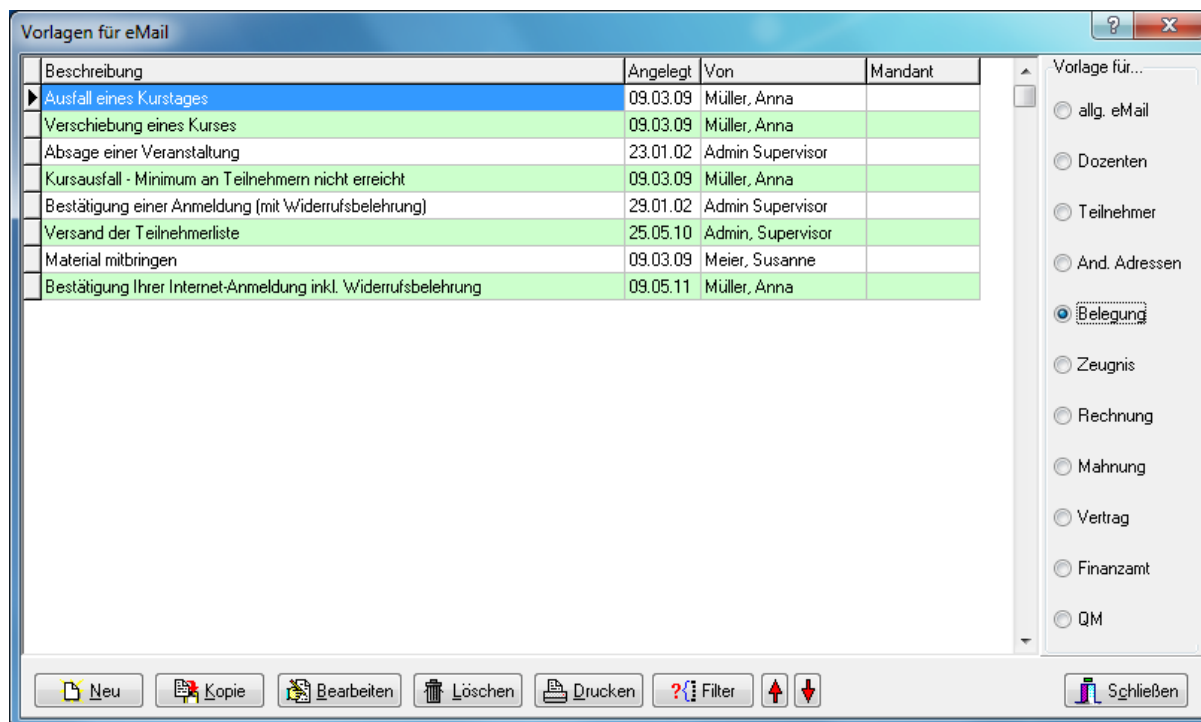 Vorlagen für eMail
Beschreibung Angelegt Von Mandant
Ausfall eines Kurstages 09.03.09 Müller, Anna
Verschiebung eines Kurses 09.03.09 Müller, Anna
Absage einer Veranstaltung 23.01.02 Admin Supervisor
Kursausfall - Minimum an Teilnehmern nicht erreicht 09.03.09 Müller, Anna
Bestätigung einer Anmeldung (mit Widerrufsbelehrung) 29.01.02 Admin Supervisor
Versand der Teilnehmerliste 25.05.10 Admin, Supervisor
Material mitbringen 09.03.09 Meier, Susanne
Bestätigung Ihrer Internet-Anmeldung inkl. Widerrufsbelehrung 09.05.11 Müller, Anna
Vorlage für...
allg. eMail
Dozenten
Teilnehmer
And. Adressen
Belegung
Zeugnis
Rechnung
Mahnung
Vertrag
Finanzamt
QM
Neu Kopie Bearbeiten Löschen Drucken Filter Schließen